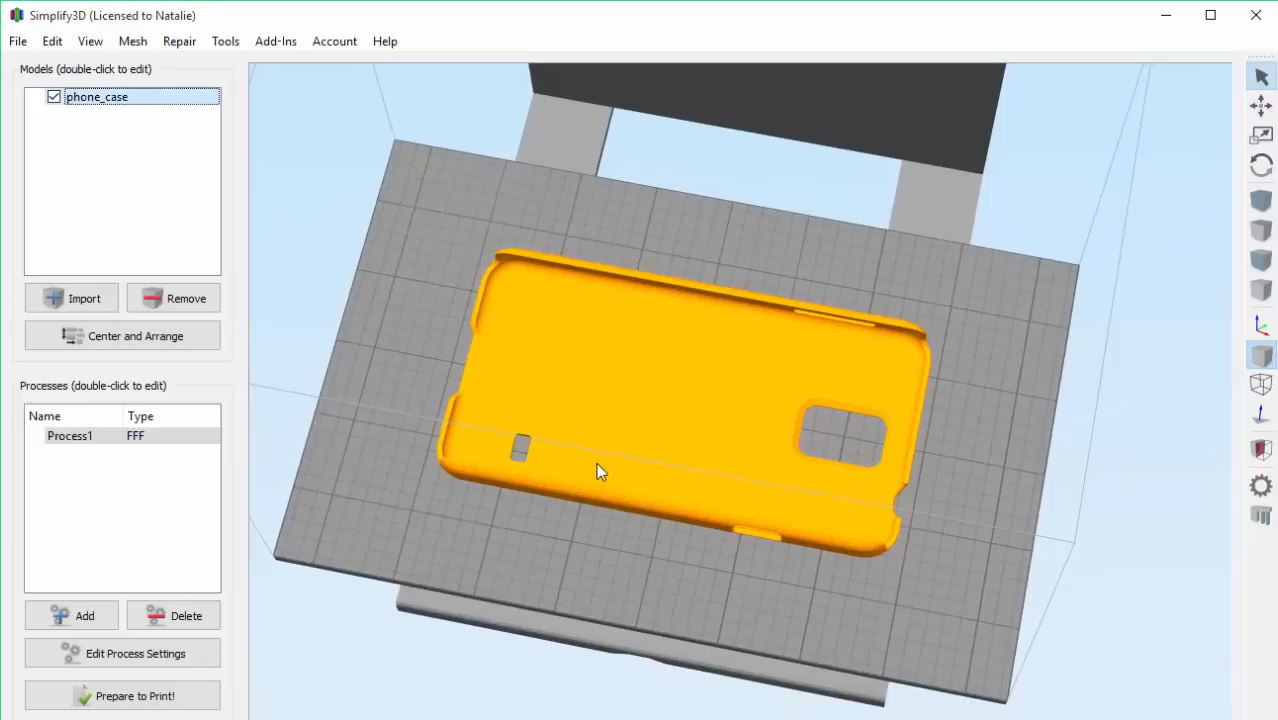 Simplify3D (Licensed to Natalie)
File Edit View Mesh Repair Tools Add-Ins Account Help
Models (double-click to edit)
phone_case
Import Remove
Center and Arrange
Processes (double-click to edit)
Name Type
Process1 FFF
Add Delete
Edit Process Settings
Prepare to Print!